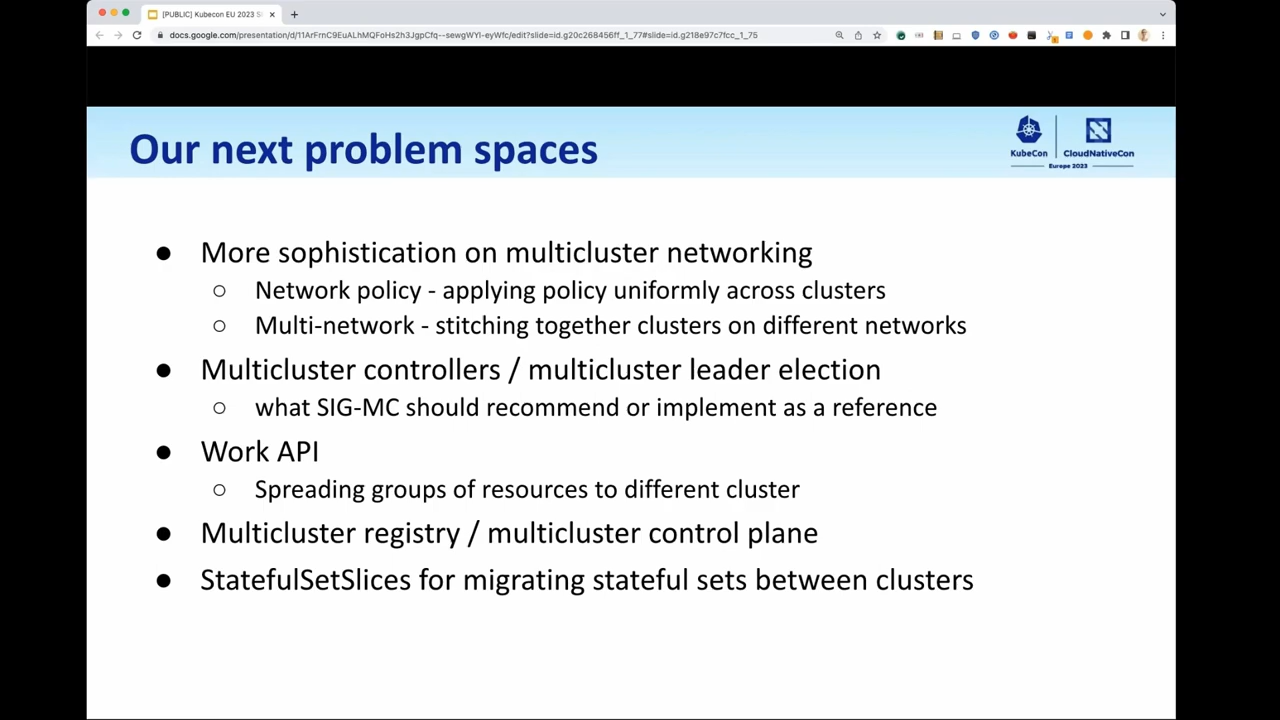 [PUBLIC] Kubecon EU 2023 S
docs.google.com/presentation/d/11ArFrnC9EuALhMQFoHs2h3JgpCfq--sewgWYI-eyWfc/edit?slide=id.g20c268456ff_1_77#slide=id.g218e97c7fcc_1_75
Our next problem spaces
KubeCon CloudNativeCon
Europe 2023
● More sophistication on multicluster networking
○ Network policy - applying policy uniformly across clusters
○ Multi-network - stitching together clusters on different networks
● Multicluster controllers / multicluster leader election
○ what SIG-MC should recommend or implement as a reference
● Work API
○ Spreading groups of resources to different cluster
● Multicluster registry / multicluster control plane
● StatefulSetSlices for migrating stateful sets between clusters